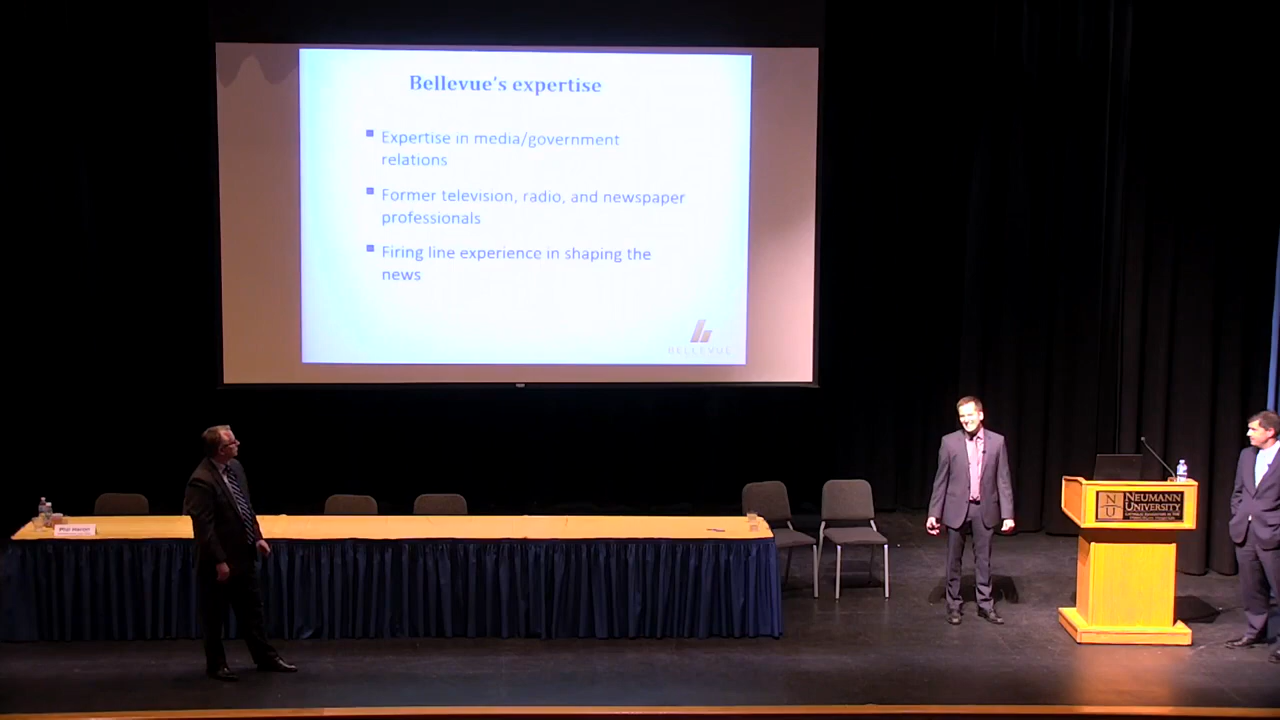 Bellevue's expertise
Expertise in media/government
relations
Former television, radio, and newspaper
professionals
Firing line experience in shaping the
news
BELLEVUE
NU
NEUMANN
UNIVERSITY